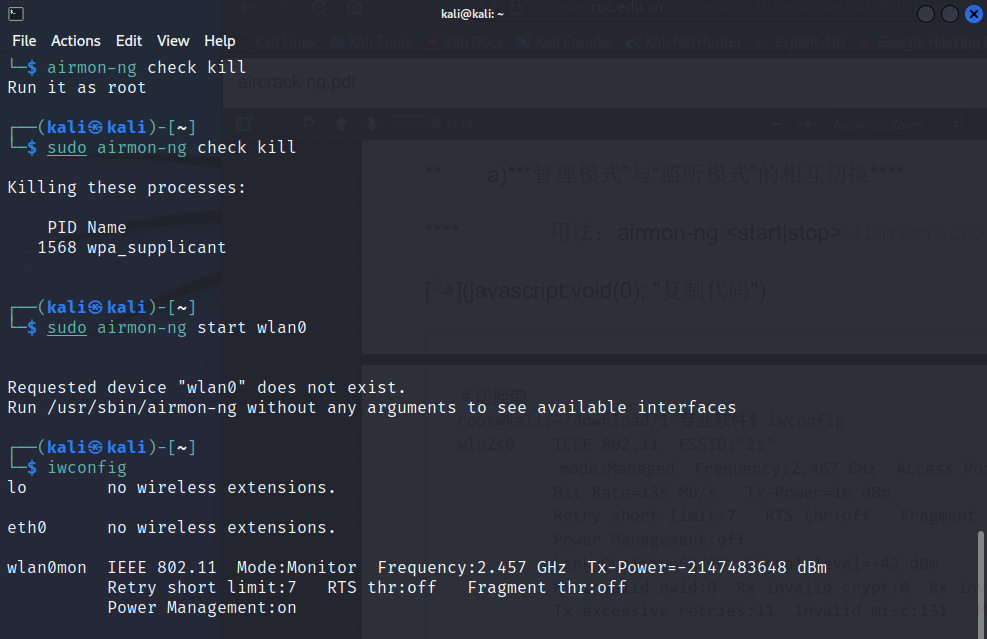 kali@kali: ~
File Actions Edit View Help
└─$ airmon-ng check kill
Run it as root
┌──(kali㉿kali)-[~]
└─$ sudo airmon-ng check kill
Killing these processes:
PID Name
1568 wpa_supplicant
┌──(kali㉿kali)-[~]
└─$ sudo airmon-ng start wlan0
Requested device "wlan0" does not exist.
Run /usr/sbin/airmon-ng without any arguments to see available interfaces
┌──(kali㉿kali)-[~]
└─$ iwconfig
lo no wireless extensions.
eth0 no wireless extensions.
wlan0mon IEEE 802.11 Mode:Monitor Frequency:2.457 GHz Tx-Power=-2147483648 dBm
Retry short limit:7 RTS thr:off Fragment thr:off
Power Management:on
Kali Linux Kali Tools Kali Docs Kali Forums Kali NetHunter Exploit-DB Google Hacking
aircrack-ng.pdf
Automatic Zoom
** a)***“管理模式”与“监听模式”的相互切换****
**** 用法：airmon-ng <start|stop> <interface>
](javascript:void(0); "复制代码")
#切换前
root@kali:~/download/1-专业软件$ iwconfig
wlp2s0 IEEE 802.11 ESSID:"2s"
mode:Managed Frequency:2.467 GHz Access Po
Bit Rate=135 Mb/s Tx-Power=16 dBm
Retry short limit:7 RTS thr:off Fragment
Power Management:off
level=-42 dBm
nwid:0 Rx invalid crypt:0 Rx inv
Tx excessive retries:11 Invalid misc:131